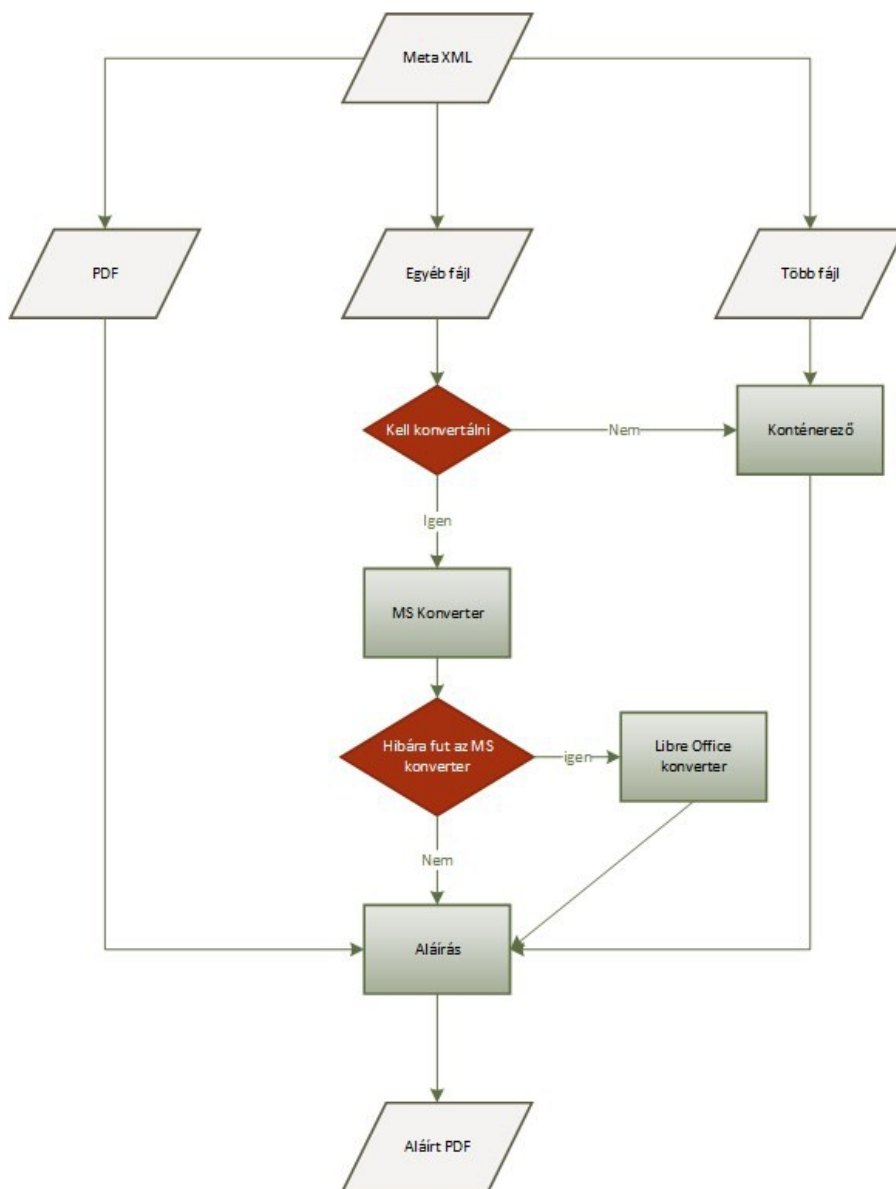 Meta XML
PDF
Egyéb fájl
Több fájl
Kell konvertálni
Nem
Konténerező
Igen
MS Konverter
Hibára fut az MS
konverter
igen
Libre Office
konverter
Nem
Aláírás
Aláírt PDF